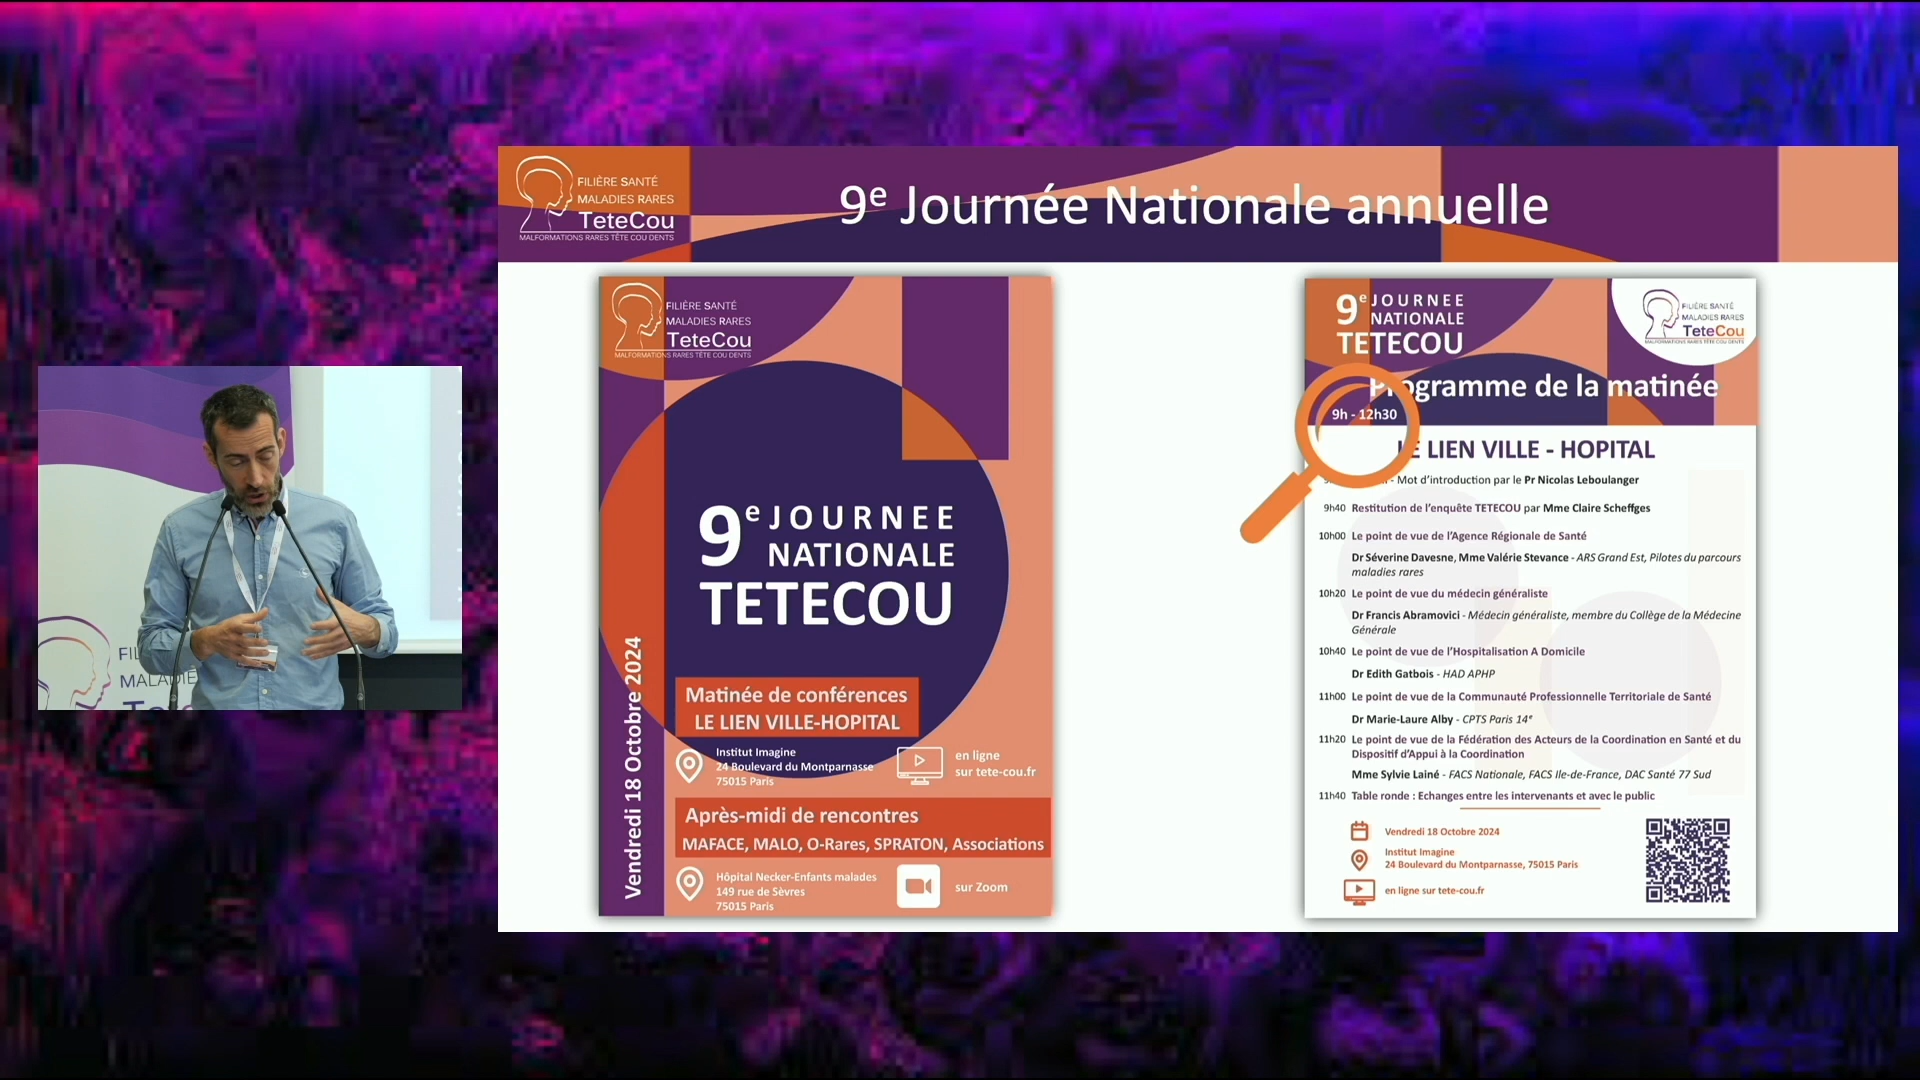 FILIÈRE SANTÉ
MALADIES RARES
TeteCou
MALFORMATIONS RARES TÊTE COU DENTS
9e Journée Nationale annuelle
FILIÈRE SANTÉ
MALADIES RARES
TeteCou
MALFORMATIONS RARES TÊTE COU DENTS
9e JOURNEE
NATIONALE
TETECOU
Vendredi 18 Octobre 2024
Matinée de conférences
LE LIEN VILLE-HOPITAL
Institut Imagine
24 Boulevard du Montparnasse
75015 Paris
en ligne
sur tete-cou.fr
Après-midi de rencontres
MAFACE, MALO, O-Rares, SPRATON, Associations
Hôpital Necker-Enfants malades
149 rue de Sèvres
75015 Paris
sur Zoom
9e JOURNEE
NATIONALE
TETECOU
FILIÈRE SANTÉ
MALADIES RARES
TeteCou
MALFORMATIONS RARES TÊTE COU DENTS
Programme de la matinée
9h - 12h30
LE LIEN VILLE - HOPITAL
- Mot d'introduction par le Pr Nicolas Leboulanger
9h40 Restitution de l'enquête TETECOU par Mme Claire Scheffges
10h00 Le point de vue de l'Agence Régionale de Santé
Dr Séverine Davesne, Mme Valérie Stevance - ARS Grand Est, Pilotes du parcours
maladies rares
10h20 Le point de vue du médecin généraliste
Dr Francis Abramovici - Médecin généraliste, membre du Collège de la Médecine
Générale
10h40 Le point de vue de l'Hospitalisation A Domicile
Dr Edith Gatbois - HAD APHP
11h00 Le point de vue de la Communauté Professionnelle Territoriale de Santé
Dr Marie-Laure Alby - CPTS Paris 14e
11h20 Le point de vue de la Fédération des Acteurs de la Coordination en Santé et du
Dispositif d'Appui à la Coordination
Mme Sylvie Lainé - FACS Nationale, FACS Ile-de-France, DAC Santé 77 Sud
11h40 Table ronde : Echanges entre les intervenants et avec le public
Vendredi 18 Octobre 2024
Institut Imagine
24 Boulevard du Montparnasse, 75015 Paris
en ligne sur tete-cou.fr
FIL
MALADIE